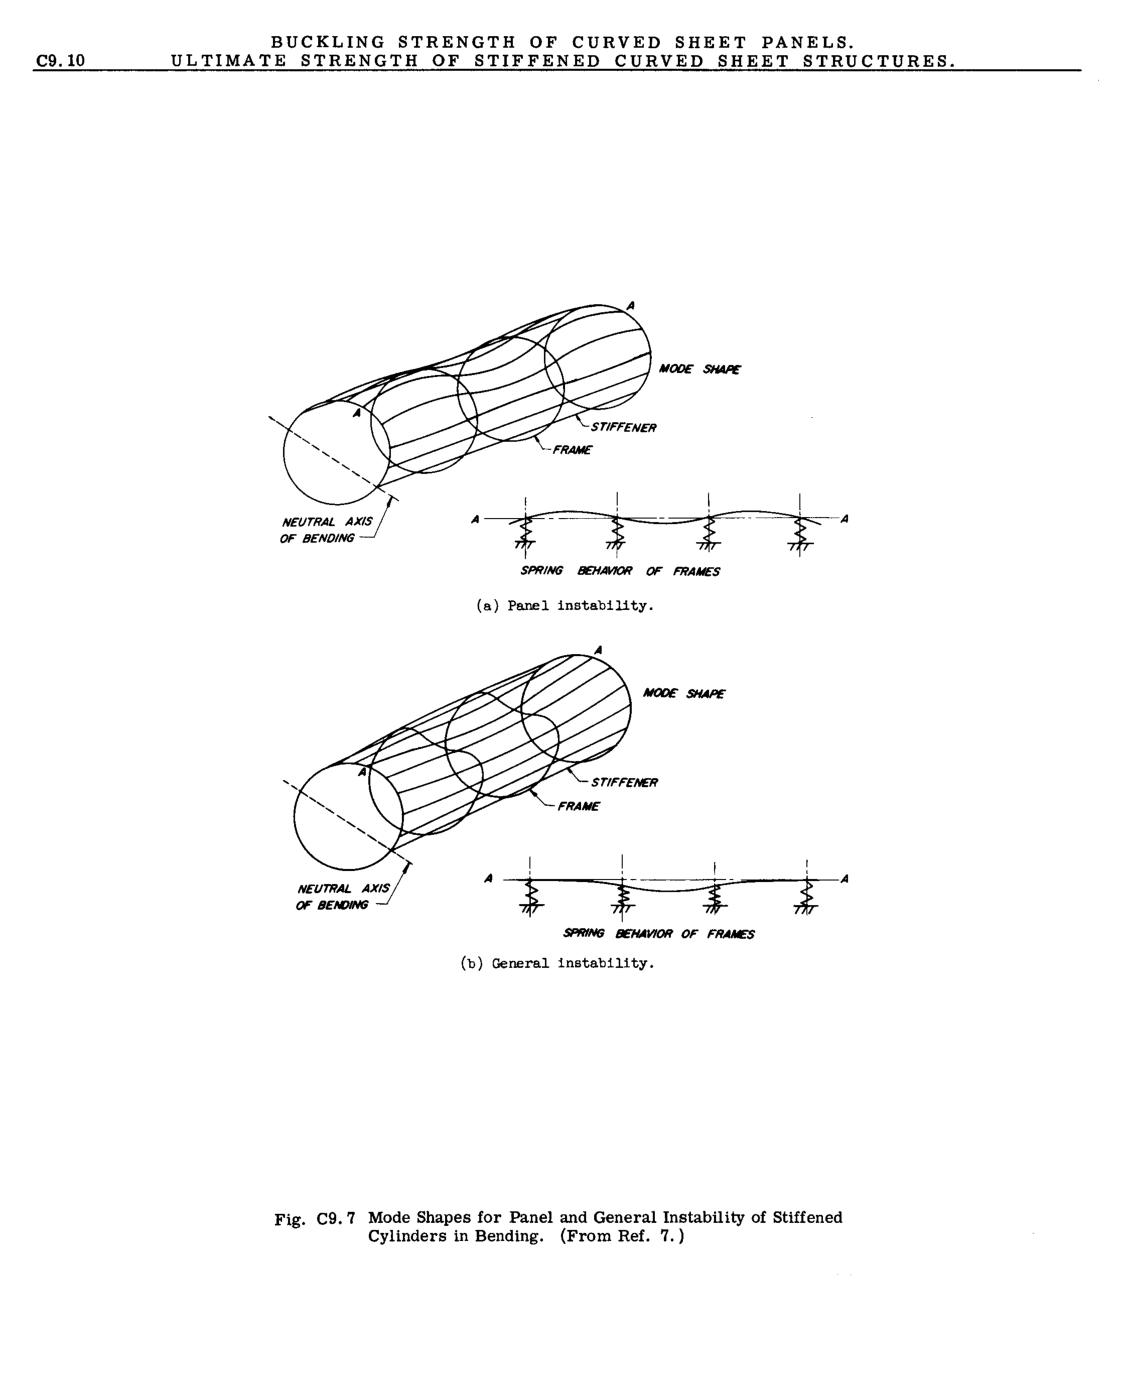 BUCKLING STRENGTH OF CURVED SHEET PANELS.
C9.10 ULTIMATE STRENGTH OF STIFFENED CURVED SHEET STRUCTURES.
A
MODE SHAPE
A
STIFFENER
FRAME
NEUTRAL AXIS
OF BENDING
A A
SPRING BEHAVIOR OF FRAMES
(a) Panel instability.
A
MODE SHAPE
A
STIFFENER
FRAME
NEUTRAL AXIS
OF BENDING
A A
SPRING BEHAVIOR OF FRAMES
(b) General instability.
Fig. C9.7 Mode Shapes for Panel and General Instability of Stiffened
Cylinders in Bending. (From Ref. 7.)